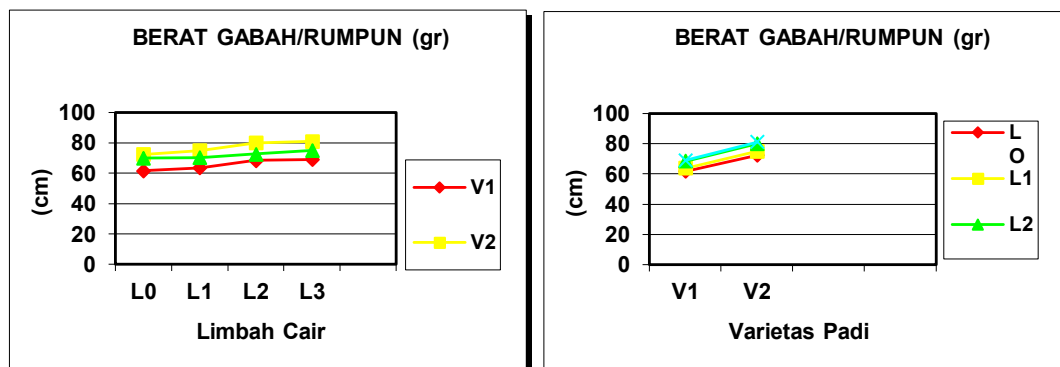 BERAT GABAH/RUMPUN (gr)
100
80
60
40
20
0
(cm)
L0 L1 L2 L3
Limbah Cair
V1
V2
BERAT GABAH/RUMPUN (gr)
100
80
60
40
20
0
(cm)
V1 V2
Varietas Padi
L
O
L1
L2